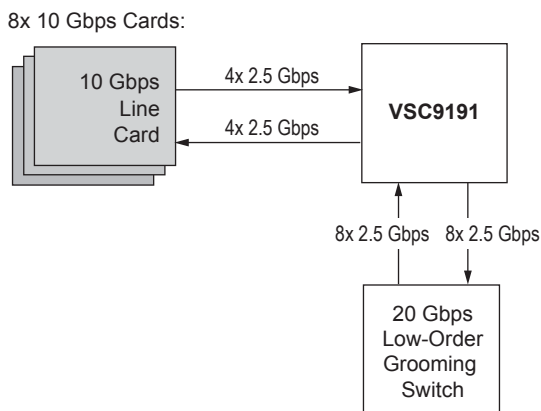 8x 10 Gbps Cards:
10 Gbps
Line
Card
4x 2.5 Gbps
4x 2.5 Gbps
VSC9191
8x 2.5 Gbps
8x 2.5 Gbps
20 Gbps
Low-Order
Grooming
Switch